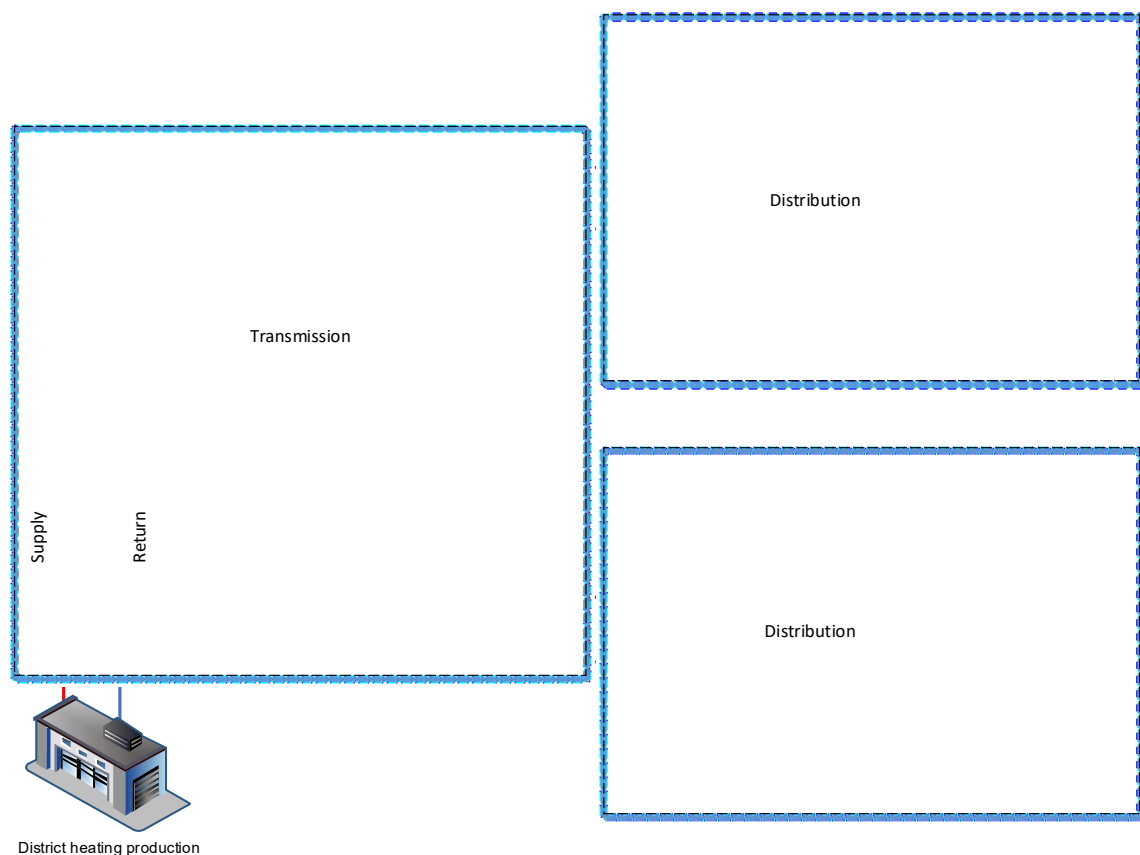 Distribution
Transmission
Supply
Return
Distribution
District heating production